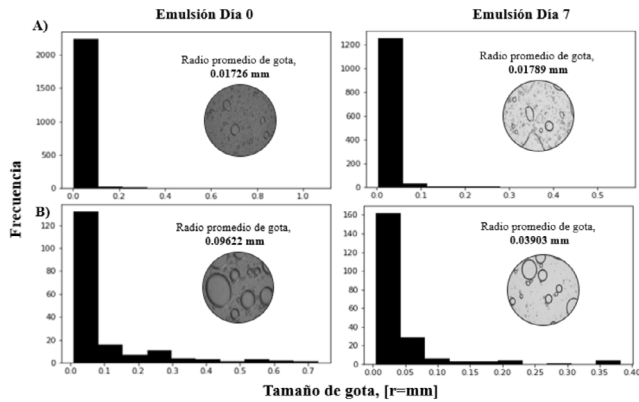 Emulsión Día 0
Emulsión Día 7
A)
Radio promedio de gota,
0.01726 mm
2000
1500
1000
500
0
0.0 0.2 0.4 0.6 0.8 1.0
Radio promedio de gota,
0.01789 mm
1200
1000
800
600
400
200
0
0.0 0.1 0.2 0.3 0.4 0.5
Frecuencia
B)
Radio promedio de gota,
0.09622 mm
120
100
80
60
40
20
0
0.0 0.1 0.2 0.3 0.4 0.5 0.6 0.7
Radio promedio de gota,
0.03903 mm
160
140
120
100
80
60
40
20
0
0.00 0.05 0.10 0.15 0.20 0.25 0.30 0.35 0.40
Tamaño de gota, [r=mm]